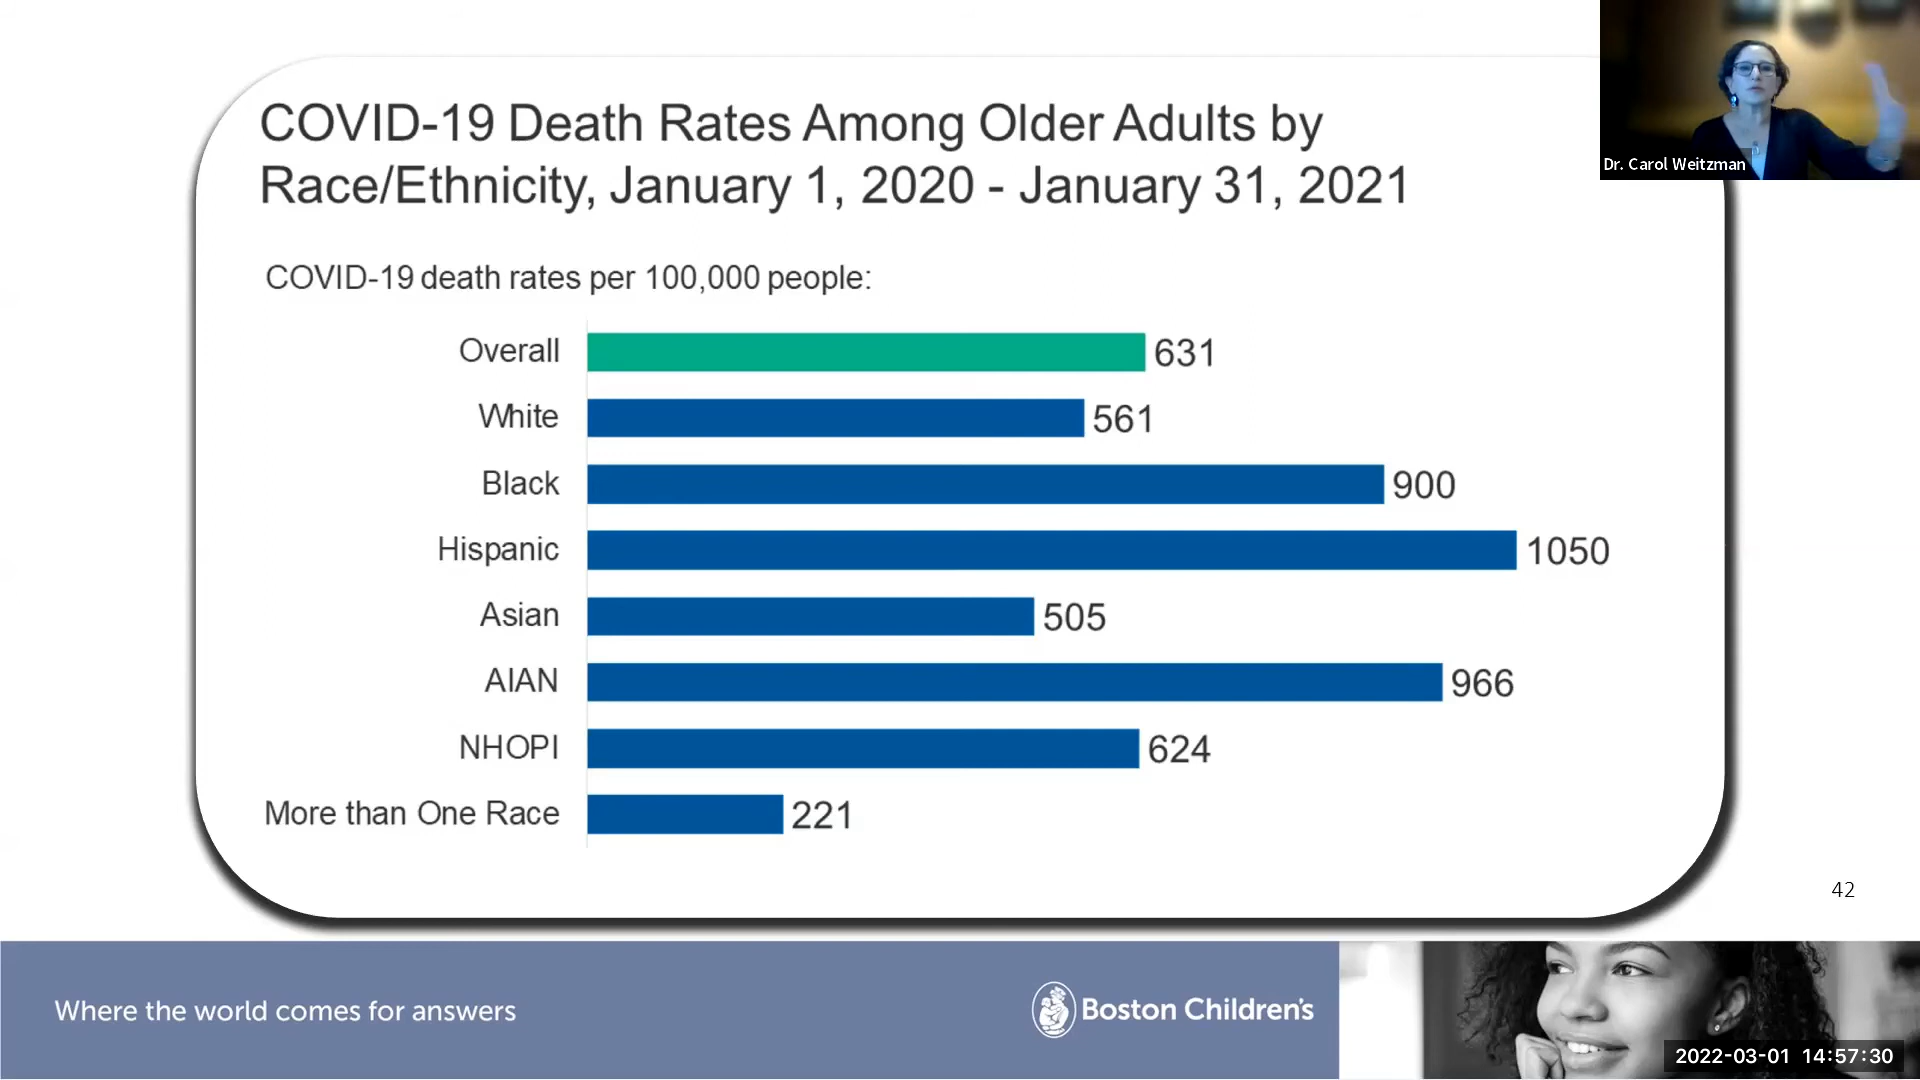 COVID-19 Death Rates Among Older Adults by
Race/Ethnicity, January 1, 2020 - January 31, 2021
Dr. Carol Weitzman
COVID-19 death rates per 100,000 people:
Overall 631
White 561
Black 900
Hispanic 1050
Asian 505
AIAN 966
NHOPI 624
More than One Race 221
42
Where the world comes for answers
Boston Children's
2022-03-01 14:57:30